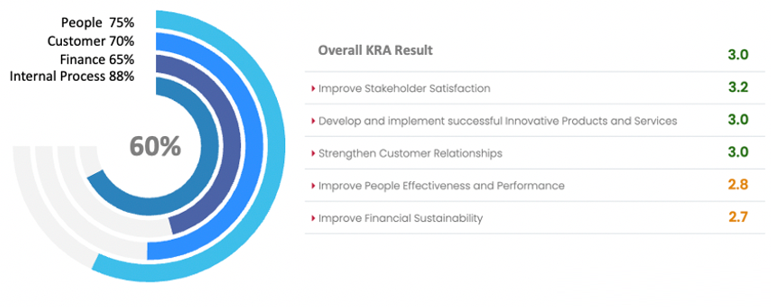 People 75%
Customer 70%
Finance 65%
Internal Process 88%
60%
Overall KRA Result 3.0
Improve Stakeholder Satisfaction 3.2
Develop and implement successful Innovative Products and Services 3.0
Strengthen Customer Relationships 3.0
Improve People Effectiveness and Performance 2.8
Improve Financial Sustainability 2.7